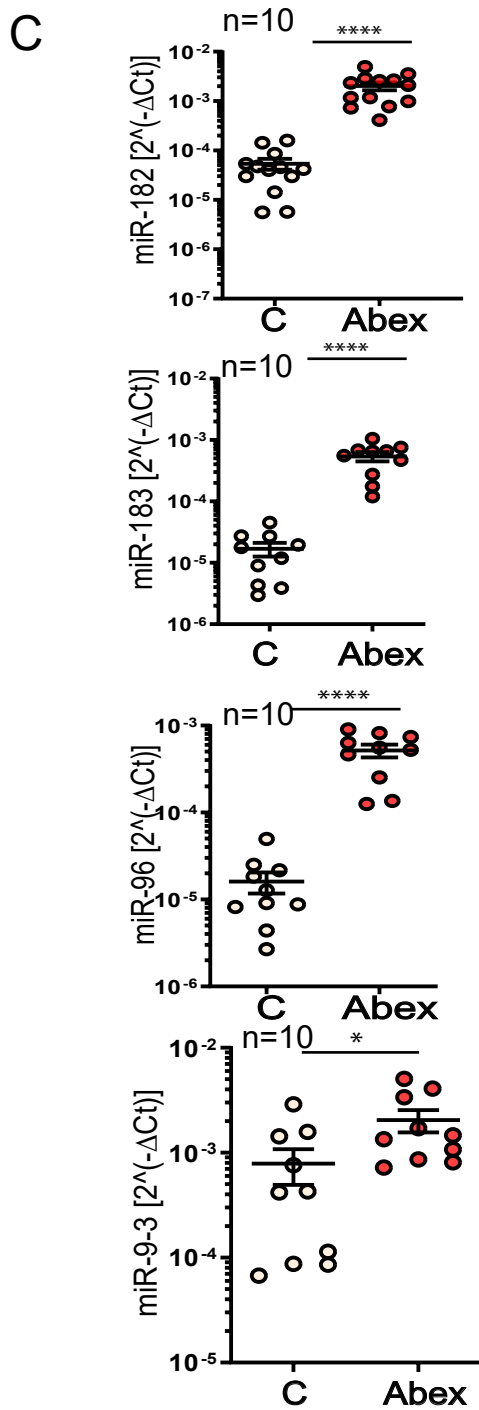 C
n=10
****
miR-182 [2^(-ΔCt)]
10-2
10-3
10-4
10-5
10-6
10-7
C
Abex
n=10
****
miR-183 [2^(-ΔCt)]
10-2
10-3
10-4
10-5
10-6
C
Abex
n=10
****
miR-96 [2^(-ΔCt)]
10-3
10-4
10-5
10-6
C
Abex
n=10
*
miR-9-3 [2^(-ΔCt)]
10-2
10-3
10-4
10-5
C
Abex